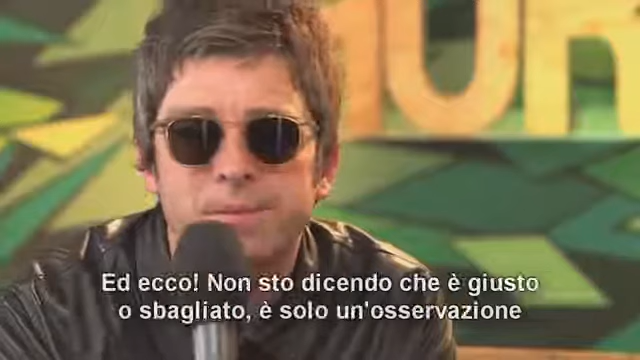 Ed ecco! Non sto dicendo che è giusto
o sbagliato, è solo un'osservazione